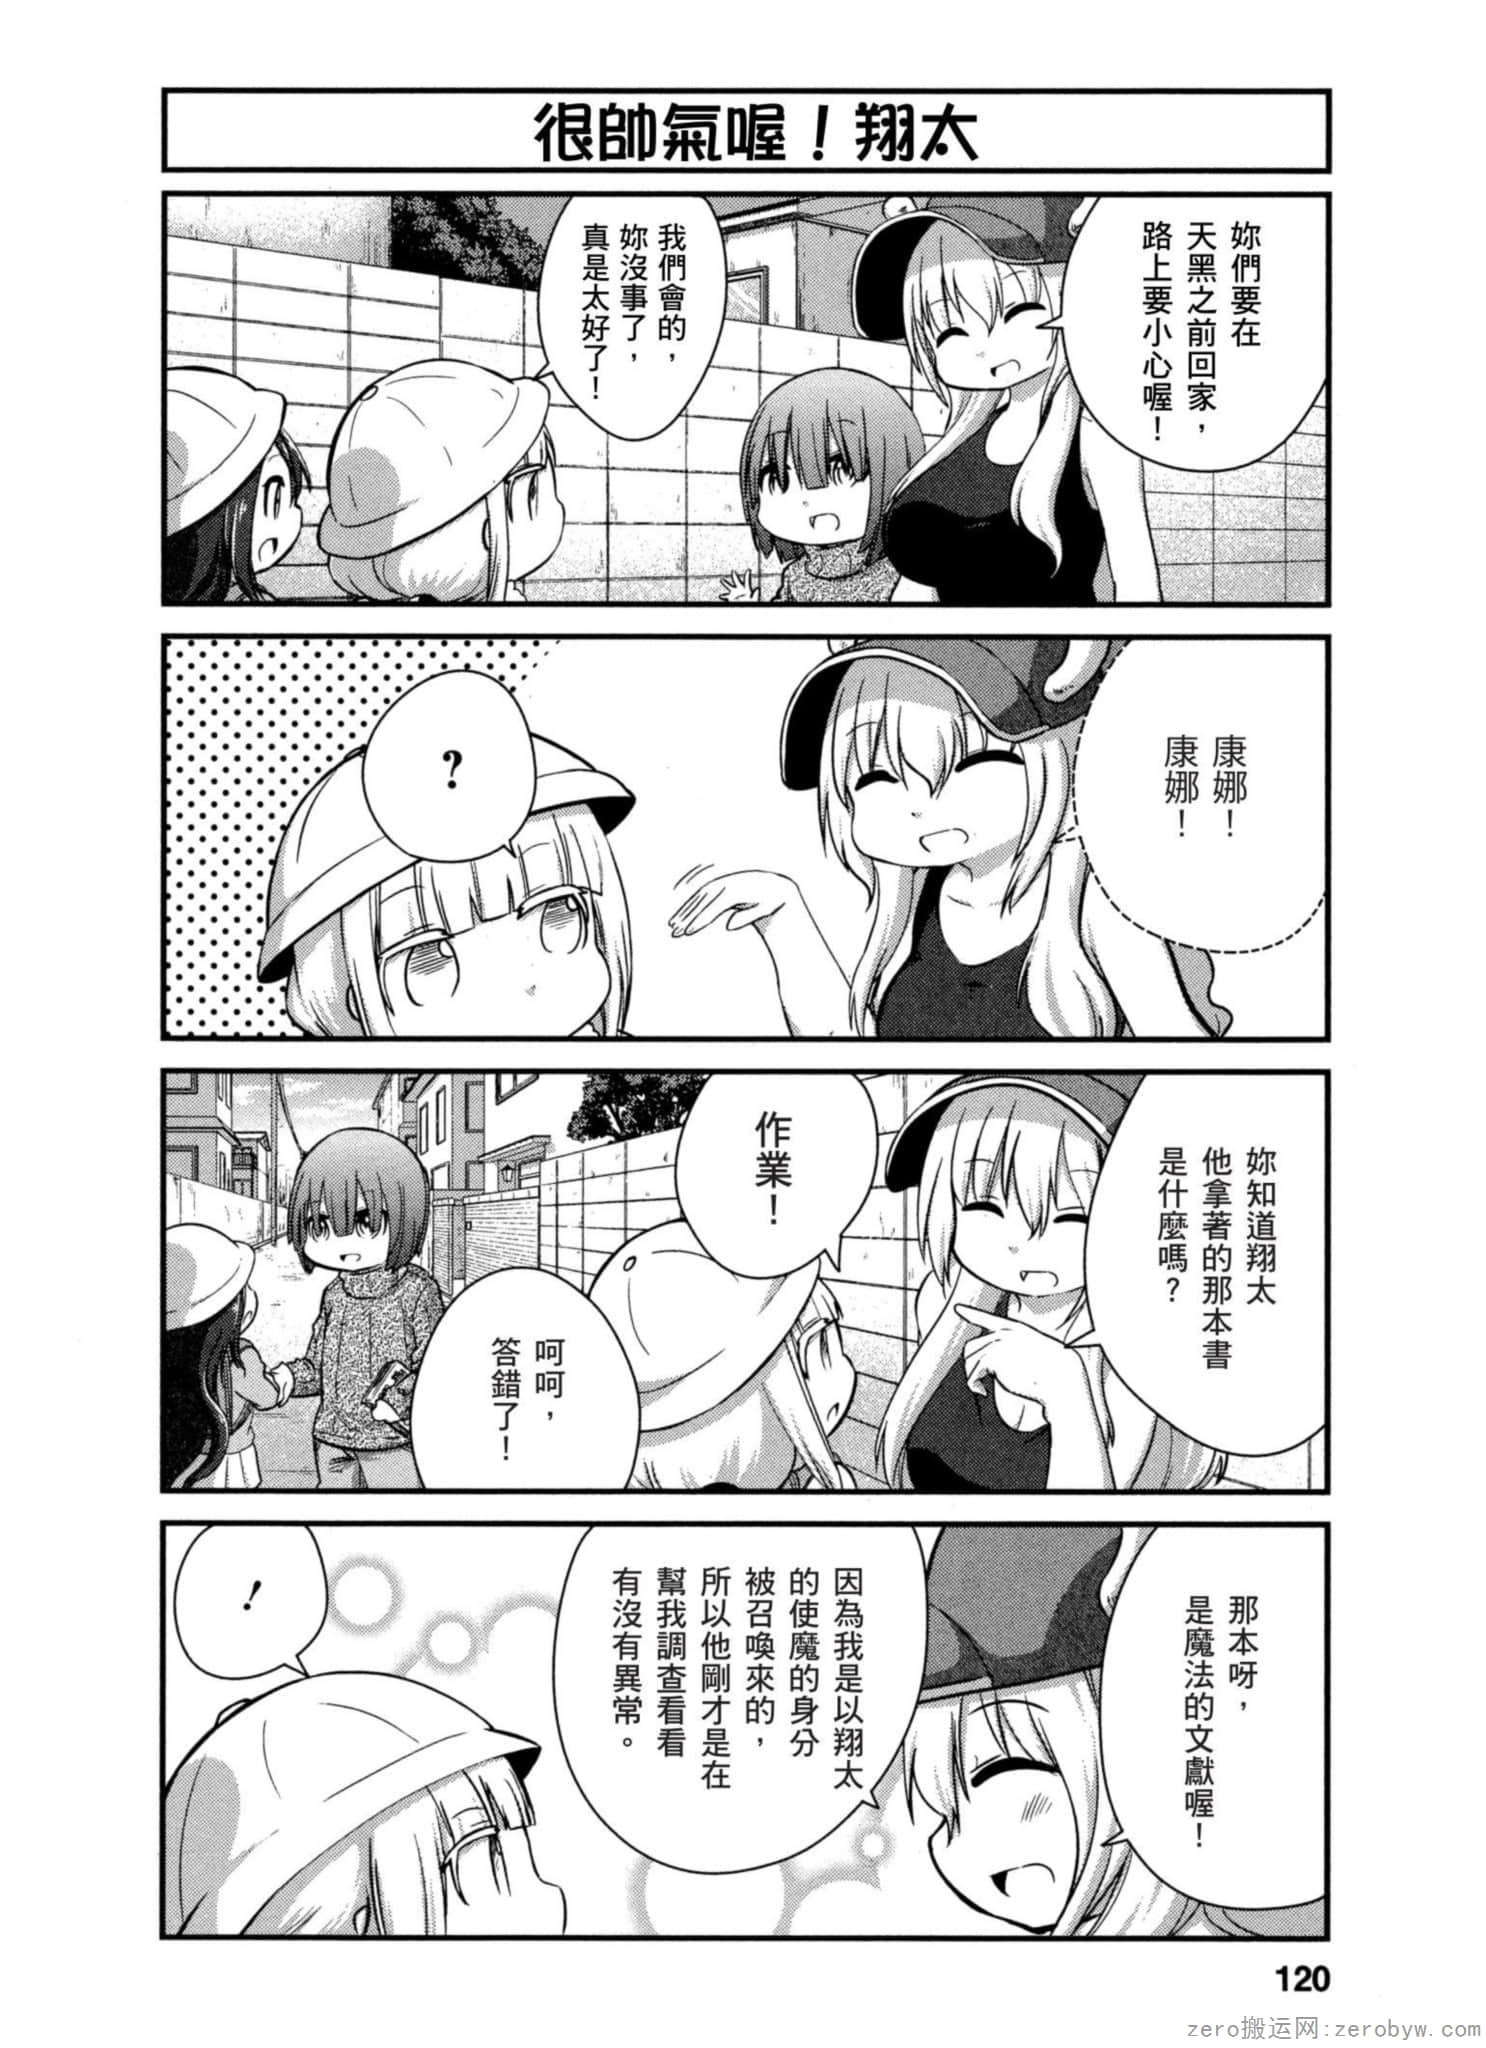 很帥氣喔！翔太
妳們要在
天黑之前回家，
路上要小心喔！
我們會的，
妳沒事了，
真是太好了！
康娜！
康娜！
？
妳知道翔太
他拿著的那本書
是什麼嗎？
作業！
呵呵，
答錯了！
那本呀，
是魔法的文獻喔！
因為我是以翔太
的使魔的身分
被召喚來的，
所以他剛才是在
幫我調查看看
有沒有異常。
！
120
zero搬运网:zerobyw.com